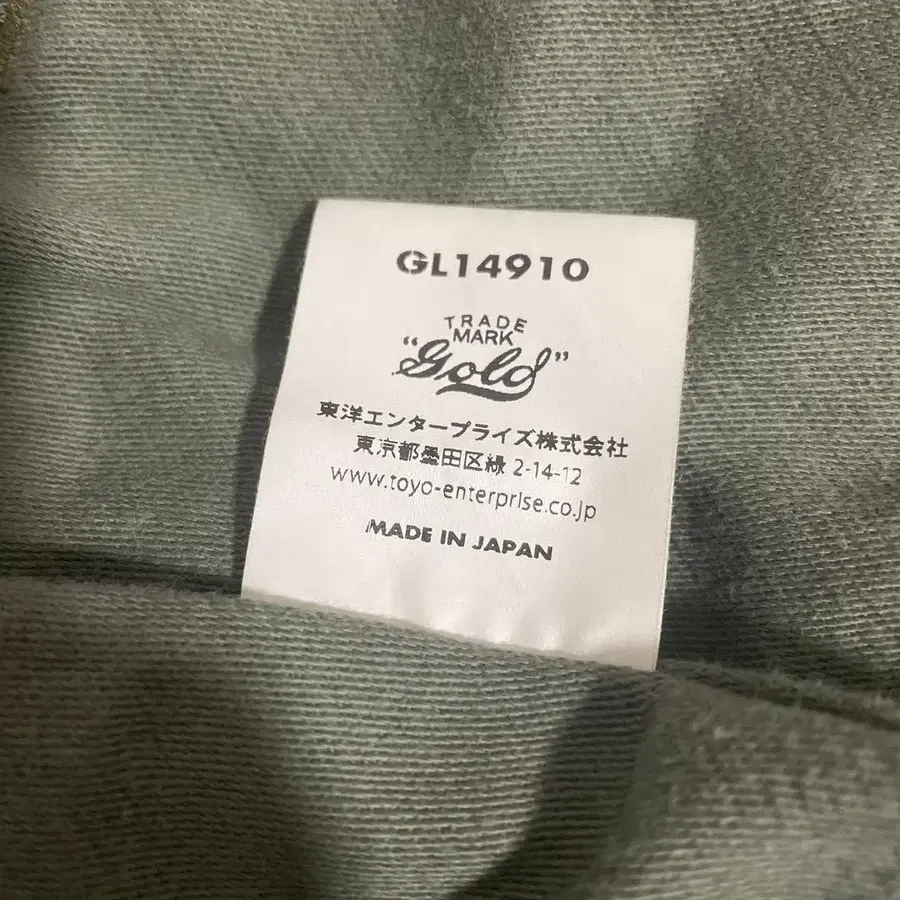 GL14910
TRADE
MARK
"Gold"
東洋エンタープライズ株式会社
東京都墨田区緑 2-14-12
www.toyo-enterprise.co.jp
MADE IN JAPAN